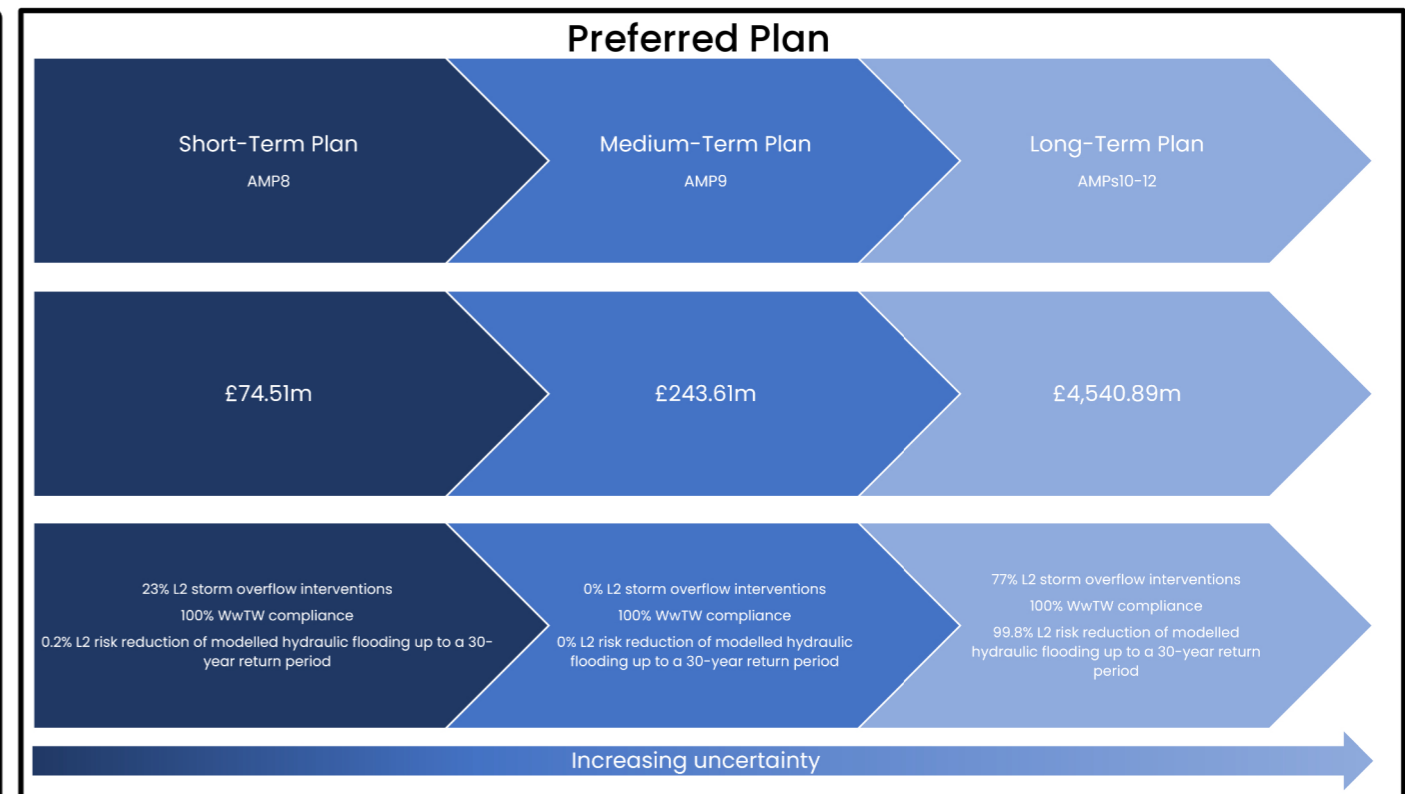 Preferred Plan
Short-Term Plan
AMP8
Medium-Term Plan
AMP9
Long-Term Plan
AMPs10-12
£74.51m
£243.61m
£4,540.89m
23% L2 storm overflow interventions
100% WwTW compliance
0.2% L2 risk reduction of modelled hydraulic flooding up to a 30-
year return period
0% L2 storm overflow interventions
100% WwTW compliance
0% L2 risk reduction of modelled hydraulic
flooding up to a 30-year return period
77% L2 storm overflow interventions
100% WwTW compliance
99.8% L2 risk reduction of modelled
hydraulic flooding up to a 30-year return
period
Increasing uncertainty